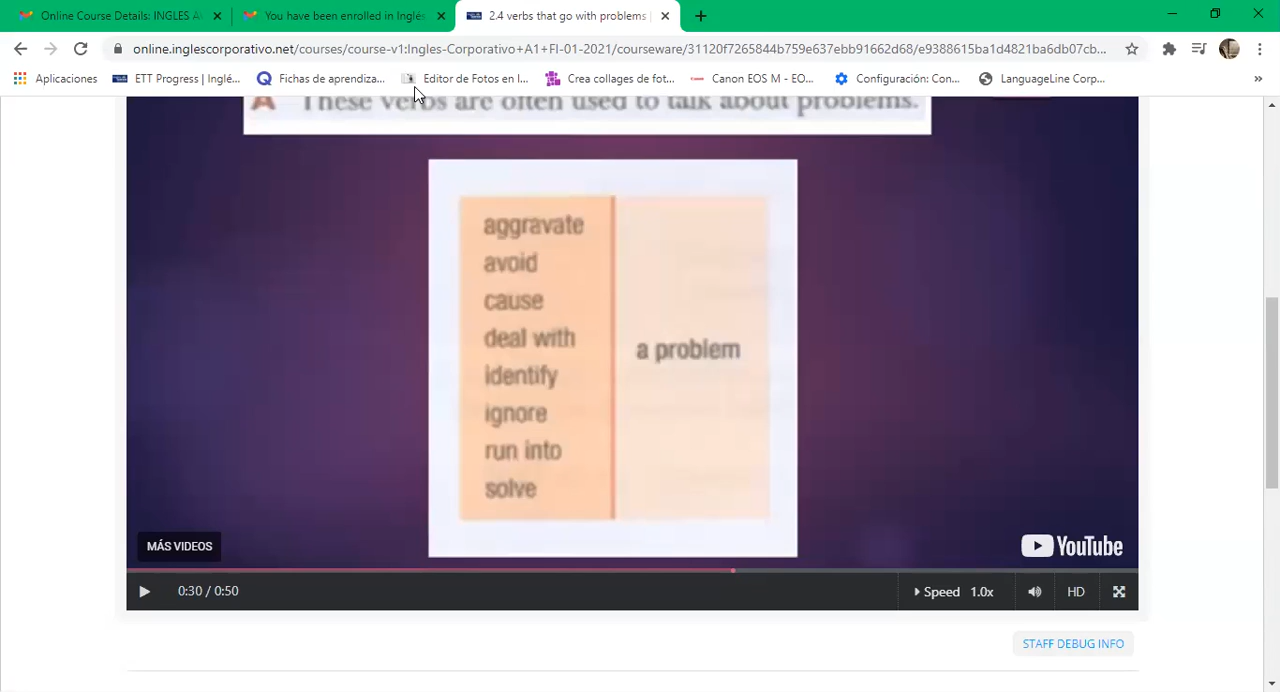 Online Course Details: INGLES A
You have been enrolled in Inglés
2.4 verbs that go with problems |
online.inglescorporativo.net/courses/course-v1:Ingles-Corporativo+A1+FI-01-2021/courseware/31120f7265844b759e637ebb91662d68/e9388615ba1d4821ba6db07cb...
Aplicaciones
ETT Progress | Inglé...
Fichas de aprendiza...
Editor de Fotos en l...
Crea collages de fot...
Canon EOS M - EO...
Configuración: Con...
LanguageLine Corp...
»
A These verbs are often used to talk about problems.
aggravate
avoid
cause
deal with
identify
ignore
run into
solve
a problem
MÁS VIDEOS
YouTube
0:30 / 0:50
Speed 1.0x
HD
STAFF DEBUG INFO